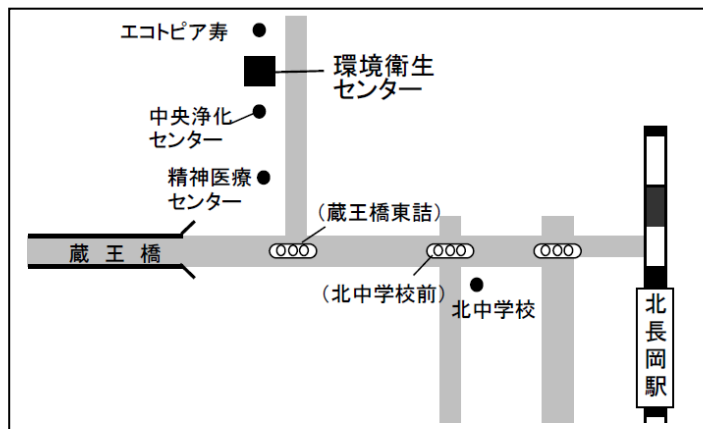 エコトピア寿
環境衛生
センター
中央浄化
センター
精神医療
センター
(蔵王橋東詰)
蔵王橋
(北中学校前)
北中学校
北長岡駅